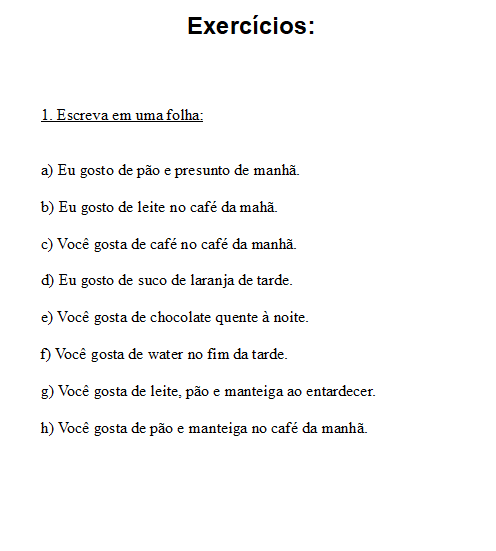 Exercícios:
1. Escreva em uma folha:
a) Eu gosto de pão e presunto de manhã.
b) Eu gosto de leite no café da mahã.
c) Você gosta de café no café da manhã.
d) Eu gosto de suco de laranja de tarde.
e) Você gosta de chocolate quente à noite.
f) Você gosta de water no fim da tarde.
g) Você gosta de leite, pão e manteiga ao entardecer.
h) Você gosta de pão e manteiga no café da manhã.